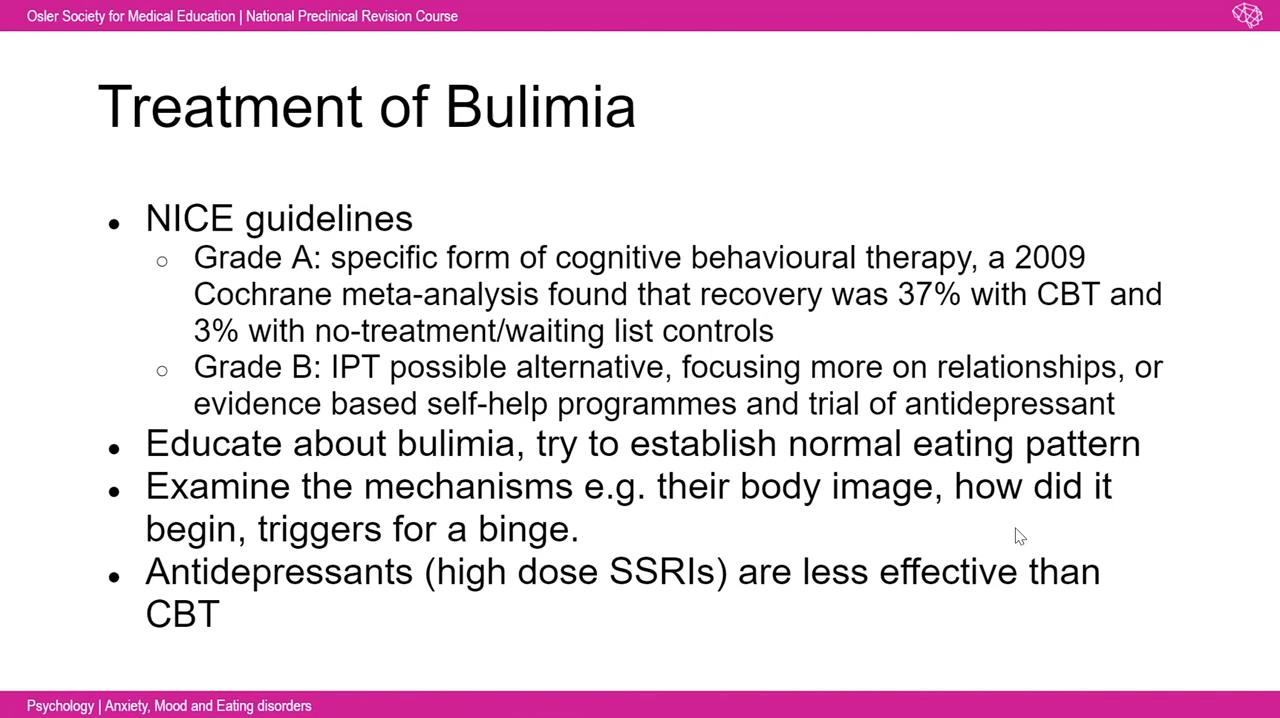 Osler Society for Medical Education | National Preclinical Revision Course
Treatment of Bulimia
● NICE guidelines
○ Grade A: specific form of cognitive behavioural therapy, a 2009
Cochrane meta-analysis found that recovery was 37% with CBT and
3% with no-treatment/waiting list controls
○ Grade B: IPT possible alternative, focusing more on relationships, or
evidence based self-help programmes and trial of antidepressant
● Educate about bulimia, try to establish normal eating pattern
● Examine the mechanisms e.g. their body image, how did it
begin, triggers for a binge.
● Antidepressants (high dose SSRIs) are less effective than
CBT
Psychology | Anxiety, Mood and Eating disorders